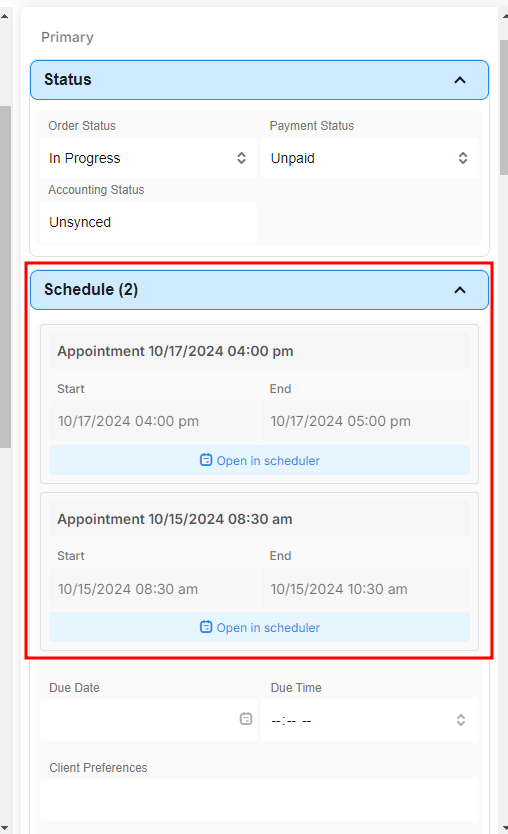 Primary
Status
Order Status Payment Status
In Progress Unpaid
Accounting Status
Unsynced
Schedule (2)
Appointment 10/17/2024 04:00 pm
Start End
10/17/2024 04:00 pm 10/17/2024 05:00 pm
Open in scheduler
Appointment 10/15/2024 08:30 am
Start End
10/15/2024 08:30 am 10/15/2024 10:30 am
Open in scheduler
Due Date Due Time
--:-- --
Client Preferences